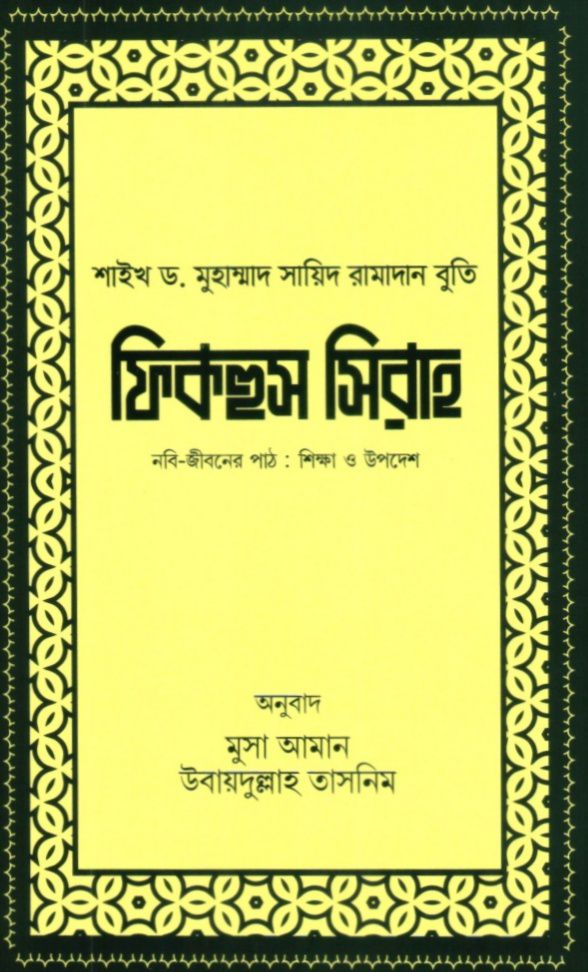 শাইখ ড. মুহাম্মাদ সায়িদ রামাদান বুতি
ফিকহুস সিরাহ
নবি-জীবনের পাঠ : শিক্ষা ও উপদেশ
অনুবাদ
মুসা আমান
উবায়দুল্লাহ তাসনিম